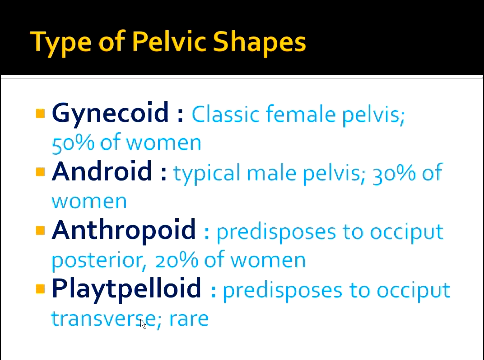 Type of Pelvic Shapes
Gynecoid : Classic female pelvis;
50% of women
Android : typical male pelvis; 30% of
women
Anthropoid : predisposes to occiput
posterior, 20% of women
Playtpelloid : predisposes to occiput
transverse; rare